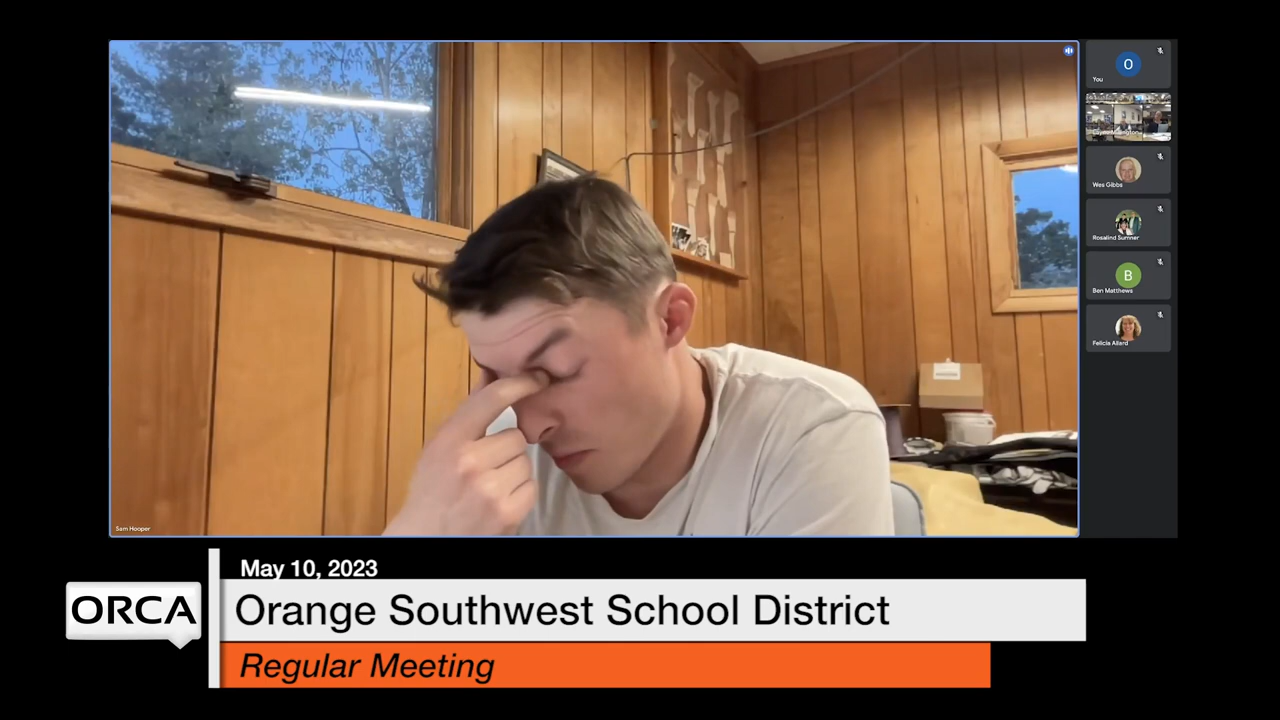 O
You
Wes Gibbs
Rosalind Sumner
B
Ben Matthews
Felicia Allard
Sam Hooper
May 10, 2023
ORCA
Orange Southwest School District
Regular Meeting